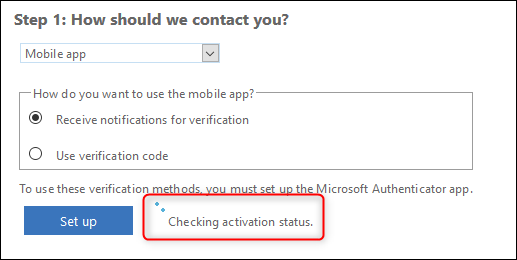 Step 1: How should we contact you?
Mobile app
How do you want to use the mobile app?
Receive notifications for verification
Use verification code
To use these verification methods, you must set up the Microsoft Authenticator app.
Set up
Checking activation status.